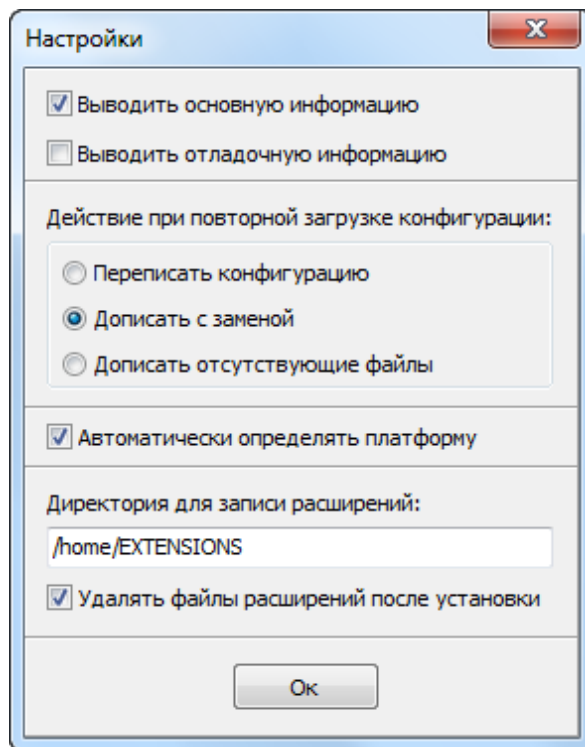 Настройки
Выводить основную информацию
Выводить отладочную информацию
Действие при повторной загрузке конфигурации:
Переписать конфигурацию
Дописать с заменой
Дописать отсутствующие файлы
Автоматически определять платформу
Директория для записи расширений:
/home/EXTENSIONS
Удалять файлы расширений после установки
Ок